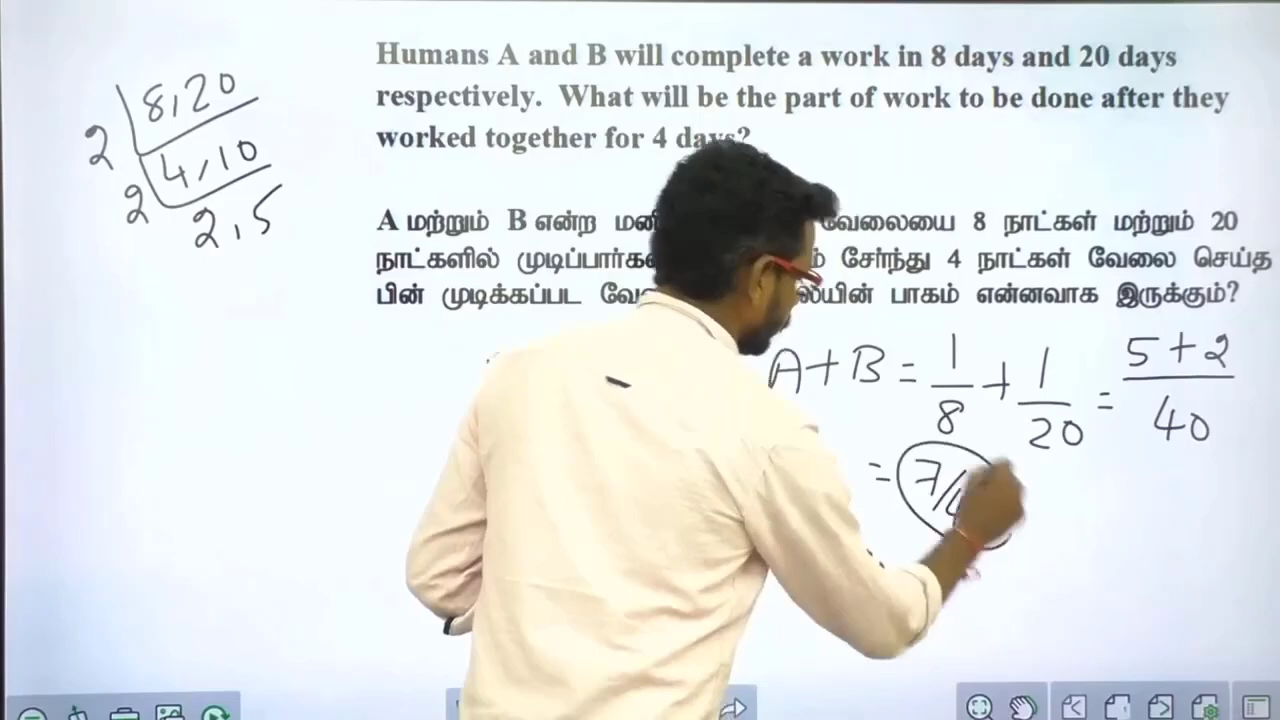 Humans A and B will complete a work in 8 days and 20 days
respectively. What will be the part of work to be done after they
worked together for 4 days?
A மற்றும் B என்ற வேலையை 8 நாட்கள் மற்றும் 20
நாட்களில் சேர்ந்து 4 நாட்கள் வேலை செய்த
பின் முடிக்கப்பட பாகம் என்னவாக இருக்கும்?
2 8,20
2 4,10
2,5
A+B = 1/8 + 1/20 = 5+2/40
= 7/4